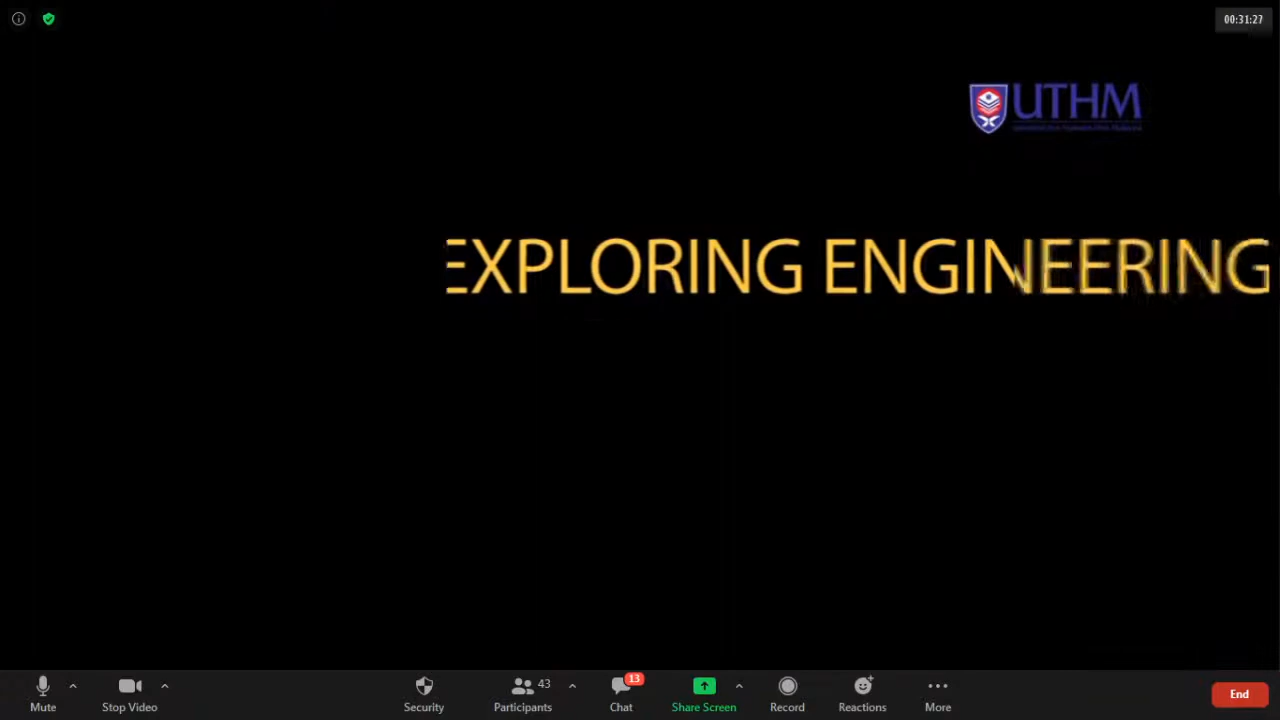 00:31:27
UTHM
EXPLORING ENGINEERING
Mute
Stop Video
Security
43
Participants
13
Chat
Share Screen
Record
Reactions
More
End